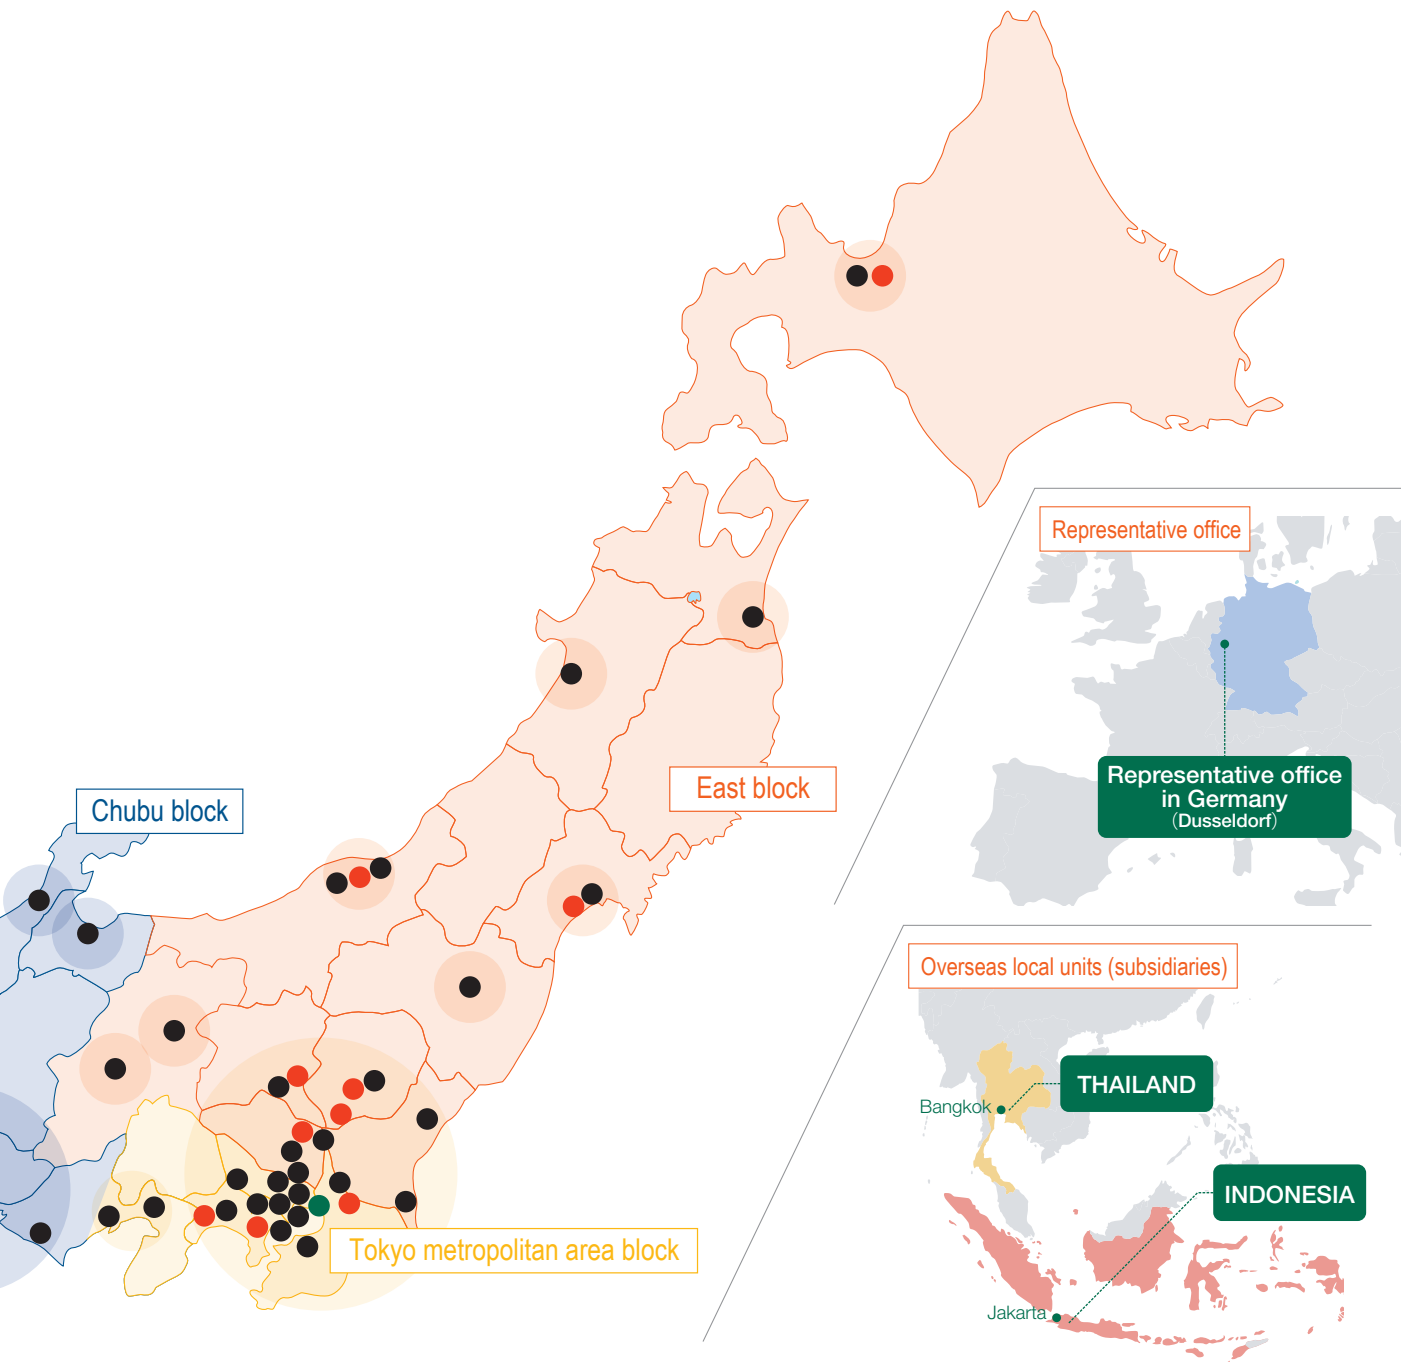 Representative office
Representative office
in Germany
(Dusseldorf)
East block
Chubu block
Overseas local units (subsidiaries)
THAILAND
Bangkok
INDONESIA
Tokyo metropolitan area block
Jakarta